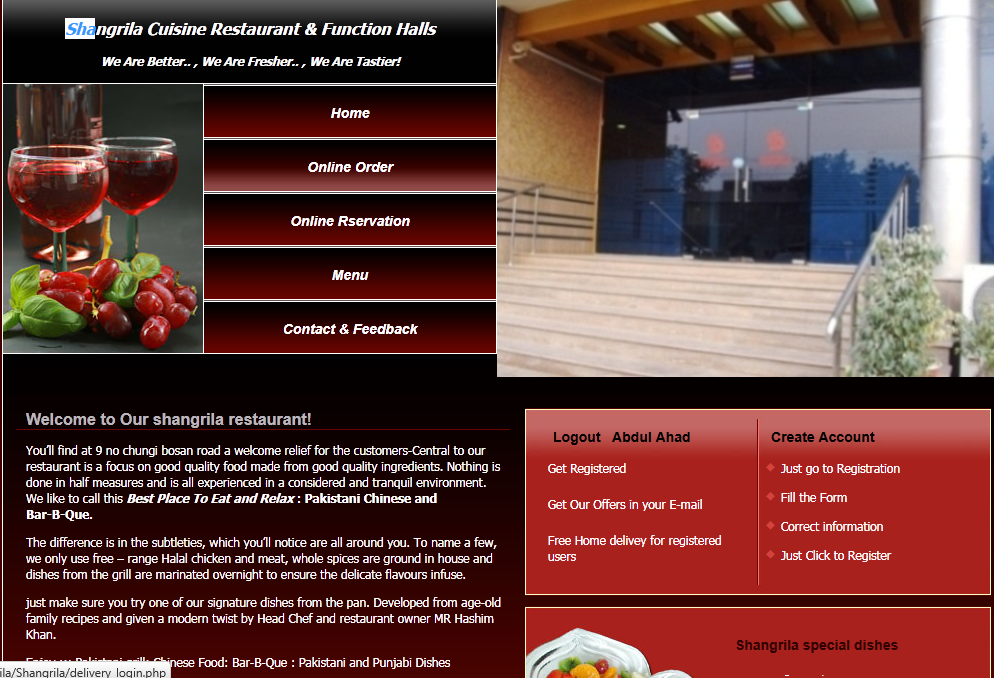 Shangrila Cuisine Restaurant & Function Halls
We Are Better.. , We Are Fresher.. , We Are Tastier!
Home
Online Order
Online Rservation
Menu
Contact & Feedback
Welcome to Our shangrila restaurant!
You'll find at 9 no chungi bosan road a welcome relief for the customers-Central to our
restaurant is a focus on good quality food made from good quality ingredients. Nothing is
done in half measures and is all experienced in a considered and tranquil environment.
We like to call this Best Place To Eat and Relax : Pakistani Chinese and
Bar-B-Que.
The difference is in the subtleties, which you'll notice are all around you. To name a few,
we only use free – range Halal chicken and meat, whole spices are ground in house and
dishes from the grill are marinated overnight to ensure the delicate flavours infuse.
just make sure you try one of our signature dishes from the pan. Developed from age-old
family recipes and given a modern twist by Head Chef and restaurant owner MR Hashim
Khan.
Pakistani grill: Chinese Food: Bar-B-Que : Pakistani and Punjabi Dishes
ila/Shangrila/delivery_login.php
Logout Abdul Ahad
Get Registered
Get Our Offers in your E-mail
Free Home delivey for registered
users
Create Account
Just go to Registration
Fill the Form
Correct information
Just Click to Register
Shangrila special dishes